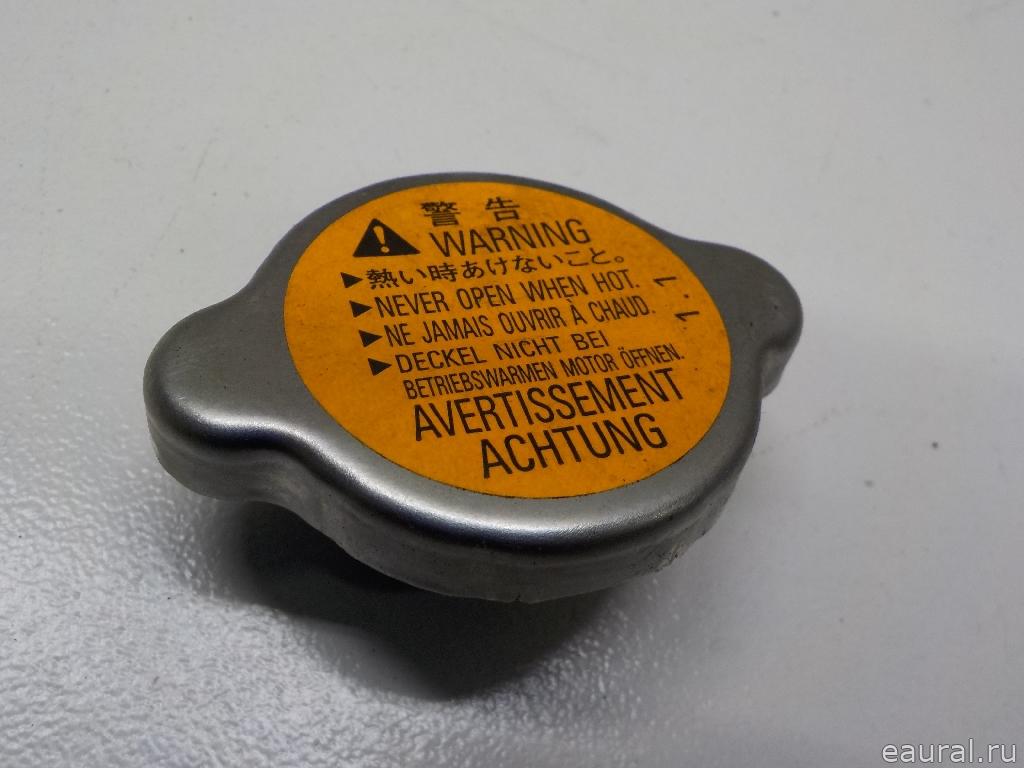 警告
WARNING
▶熱い時あけないこと。
▶NEVER OPEN WHEN HOT.
▶NE JAMAIS OUVRIR À CHAUD.
▶DECKEL NICHT BEI
BETRIEBSWARMEN MOTOR ÖFFNEN.
AVERTISSEMENT
ACHTUNG
1.1
eaural.ru